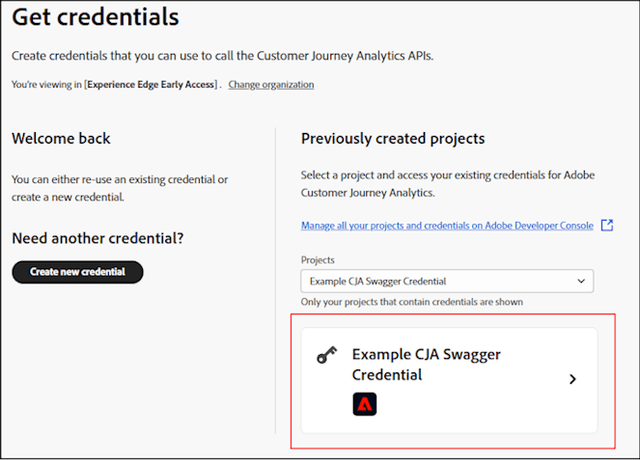 Get credentials
Create credentials that you can use to call the Customer Journey Analytics APIs.
You're viewing in [Experience Edge Early Access] . Change organization
Welcome back
You can either re-use an existing credential or
create a new credential.
Need another credential?
Create new credential
Previously created projects
Select a project and access your existing credentials for Adobe
Customer Journey Analytics.
Manage all your projects and credentials on Adobe Developer Console
Projects
Example CJA Swagger Credential
Only your projects that contain credentials are shown
Example CJA Swagger
Credential